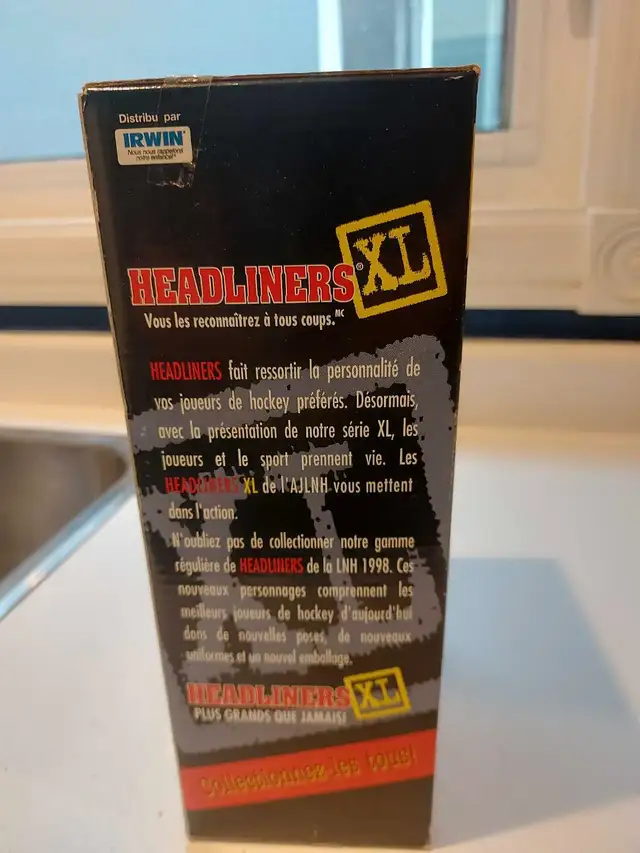 Distribu par
IRWIN
Nous nous rappelons
notre enfance!
HEADLINERS® XL
Vous les reconnaîtrez à tous coups.MC
HEADLINERS fait ressortir la personnalité de
vos joueurs de hockey préférés. Désormais,
avec la présentation de notre série XL, les
joueurs et le sport prennent vie. Les
HEADLINERS XL de l'AJLNH vous mettent
dans l'action.
N'oubliez pas de collectionner notre gamme
régulière de HEADLINERS de la LNH 1998. Ces
nouveaux personnages comprennent les
meilleurs joueurs de hockey d'aujourd'hui
dans de nouvelles poses, de nouveaux
uniformes et un nouvel emballage.
HEADLINERS XL
PLUS GRANDS QUE JAMAIS!
Collectionnez-les tous!